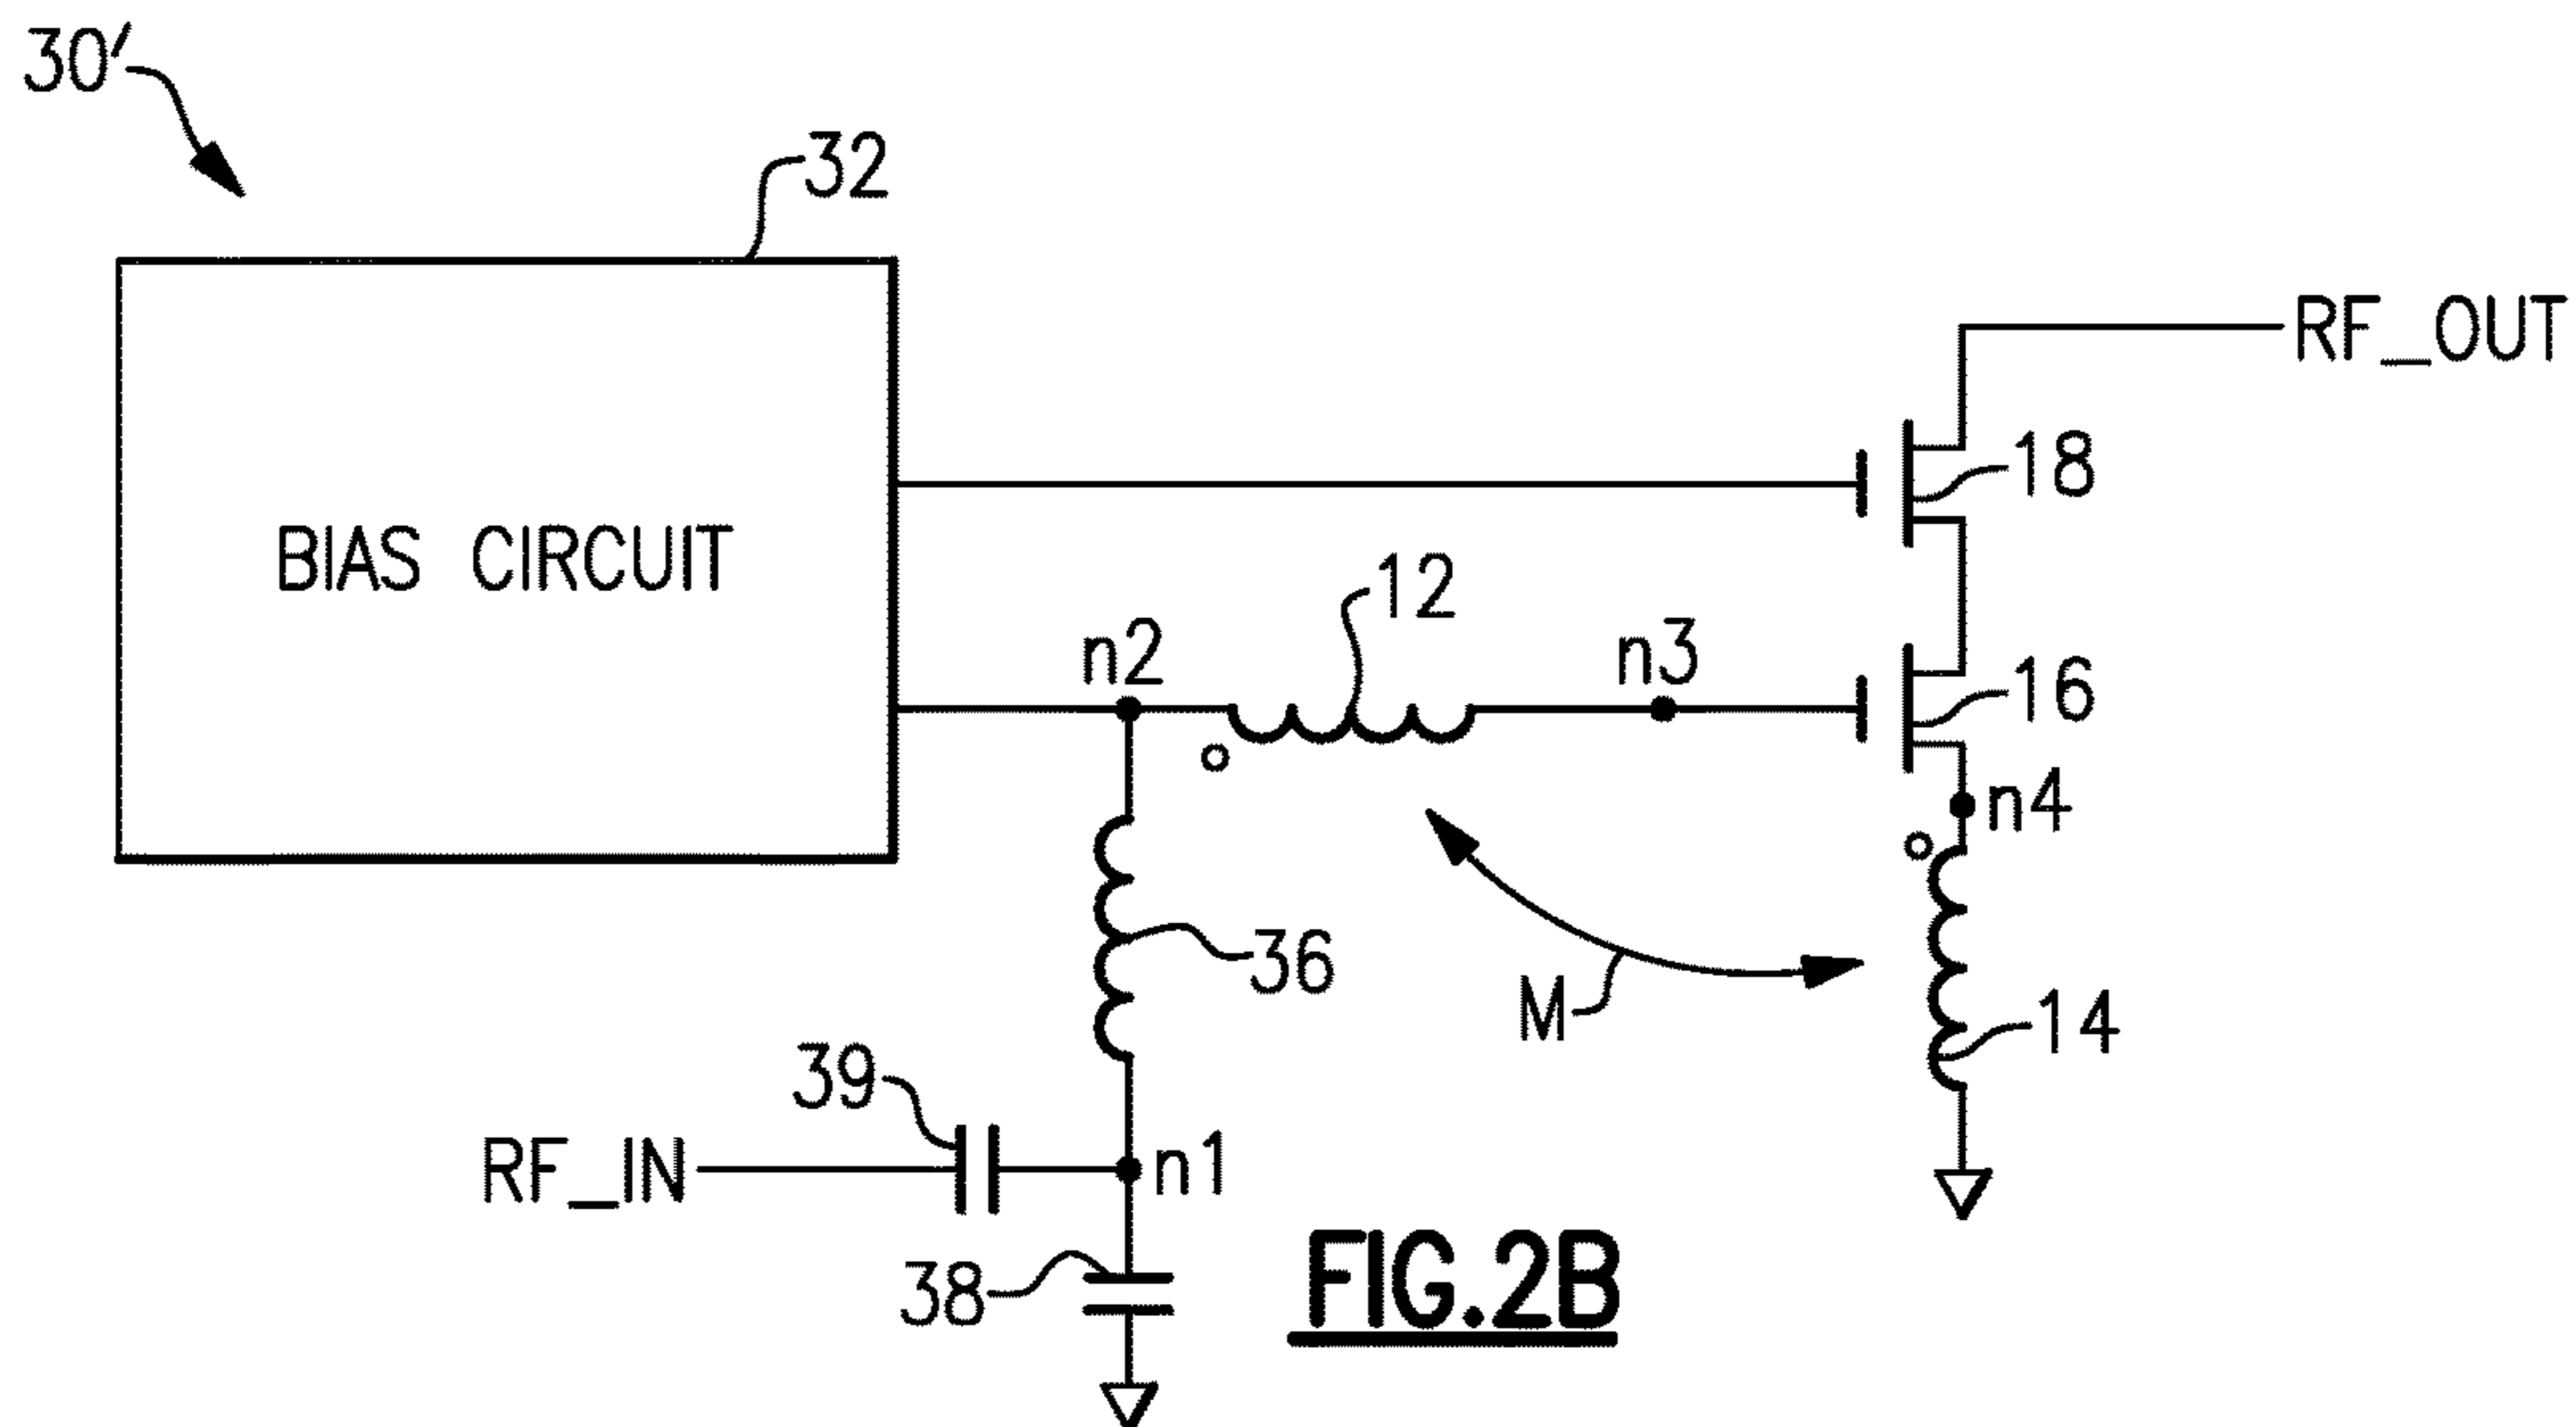 30'
32
RF_OUT
18
BIAS CIRCUIT
12
n2
n3
16
n4
36
M
14
39
RF_IN
n1
38
FIG.2B